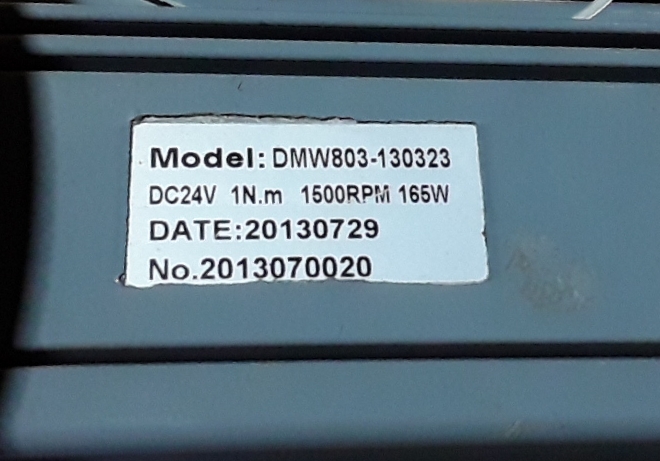 Model: DMW803-130323
DC24V 1N.m 1500RPM 165W
DATE:20130729
No.2013070020